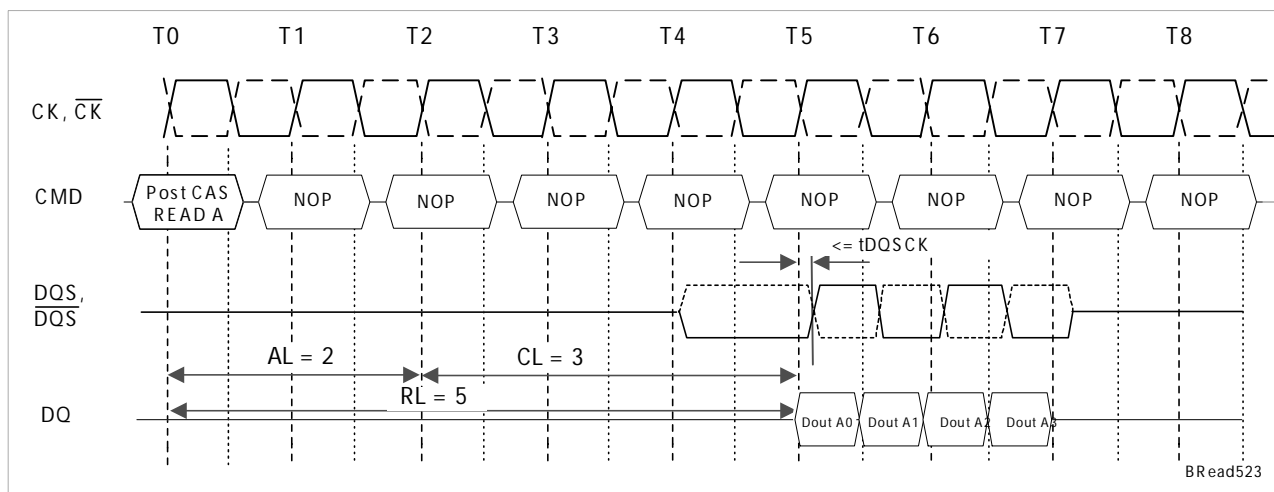 T0 T1 T2 T3 T4 T5 T6 T7 T8
CK, CK
CMD
Post CAS
READ A
NOP NOP NOP NOP NOP NOP NOP NOP
<= tDQSCK
DQS,
DQS
AL = 2
CL = 3
RL = 5
DQ
Dout A0 Dout A1 Dout A2 Dout A3
BRead523